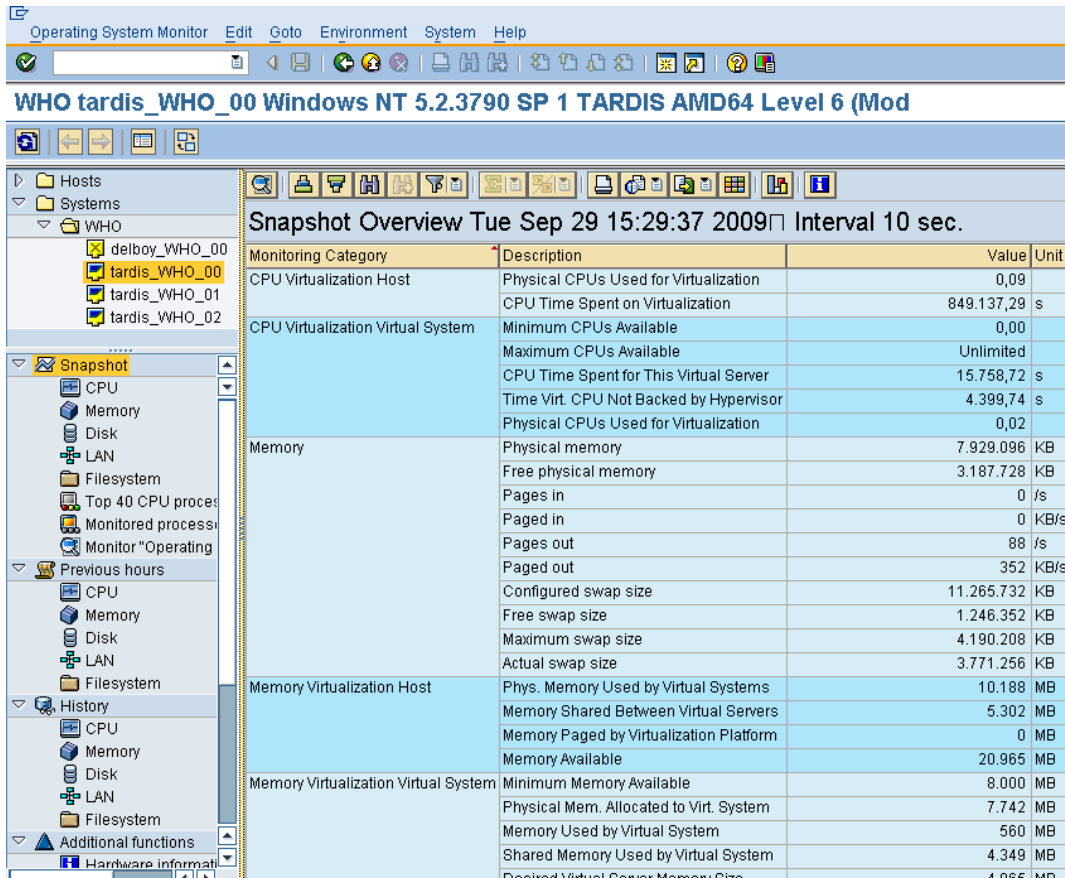 Operating System Monitor Edit Goto Environment System Help
WHO tardis_WHO_00 Windows NT 5.2.3790 SP 1 TARDIS AMD64 Level 6 (Mod
Hosts
Systems
WHO
delboy_WHO_00
tardis_WHO_00
tardis_WHO_01
tardis_WHO_02
Snapshot
CPU
Memory
Disk
LAN
Filesystem
Top 40 CPU proces
Monitored process
Monitor "Operating
Previous hours
CPU
Memory
Disk
LAN
Filesystem
History
CPU
Memory
Disk
LAN
Filesystem
Additional functions
Hardware informati
Snapshot Overview Tue Sep 29 15:29:37 2009 Interval 10 sec.
Monitoring Category Description Value Unit
CPU Virtualization Host Physical CPUs Used for Virtualization 0,09
CPU Time Spent on Virtualization 849.137,29 s
CPU Virtualization Virtual System Minimum CPUs Available 0,00
Maximum CPUs Available Unlimited
CPU Time Spent for This Virtual Server 15.758,72 s
Time Virt. CPU Not Backed by Hypervisor 4.399,74 s
Physical CPUs Used for Virtualization 0,02
Memory Physical memory 7.929.096 KB
Free physical memory 3.187.728 KB
Pages in 0 /s
Paged in 0 KB/s
Pages out 88 /s
Paged out 352 KB/s
Configured swap size 11.265.732 KB
Free swap size 1.246.352 KB
Maximum swap size 4.190.208 KB
Actual swap size 3.771.256 KB
Memory Virtualization Host Phys. Memory Used by Virtual Systems 10.188 MB
Memory Shared Between Virtual Servers 5.302 MB
Memory Paged by Virtualization Platform 0 MB
Memory Available 20.965 MB
Memory Virtualization Virtual System Minimum Memory Available 8.000 MB
Physical Mem. Allocated to Virt. System 7.742 MB
Memory Used by Virtual System 560 MB
Shared Memory Used by Virtual System 4.349 MB
Desired Virtual Server Memory Size 4.065 MB